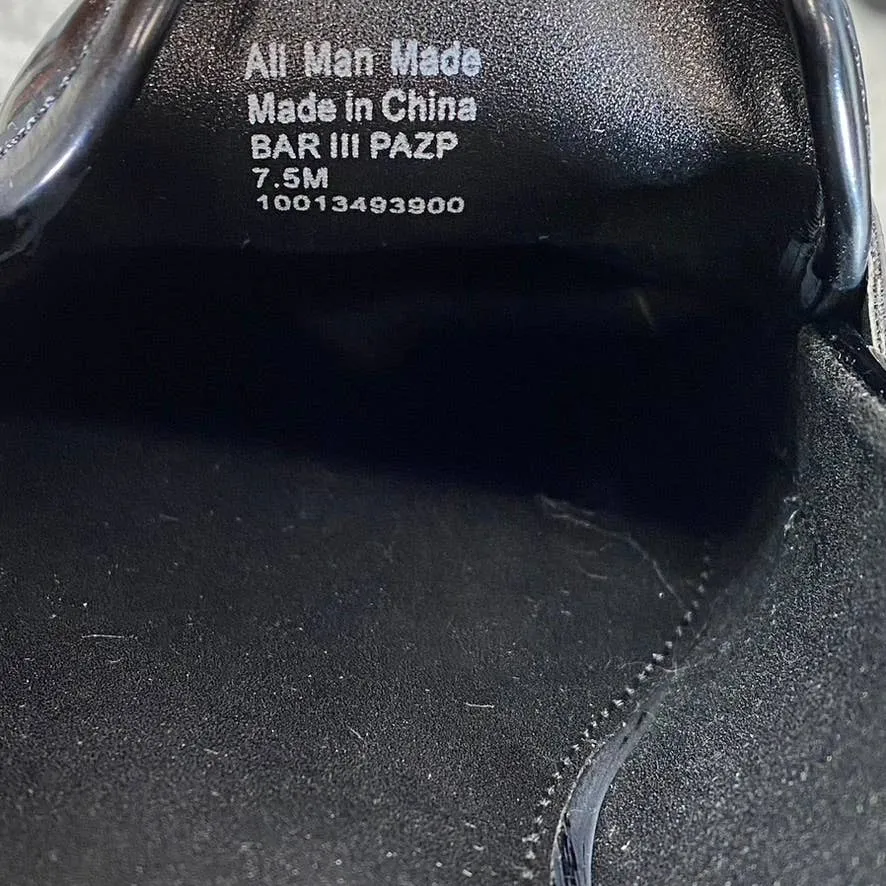 All Man Made
Made in China
BAR III PAZP
7.5M
10013493900